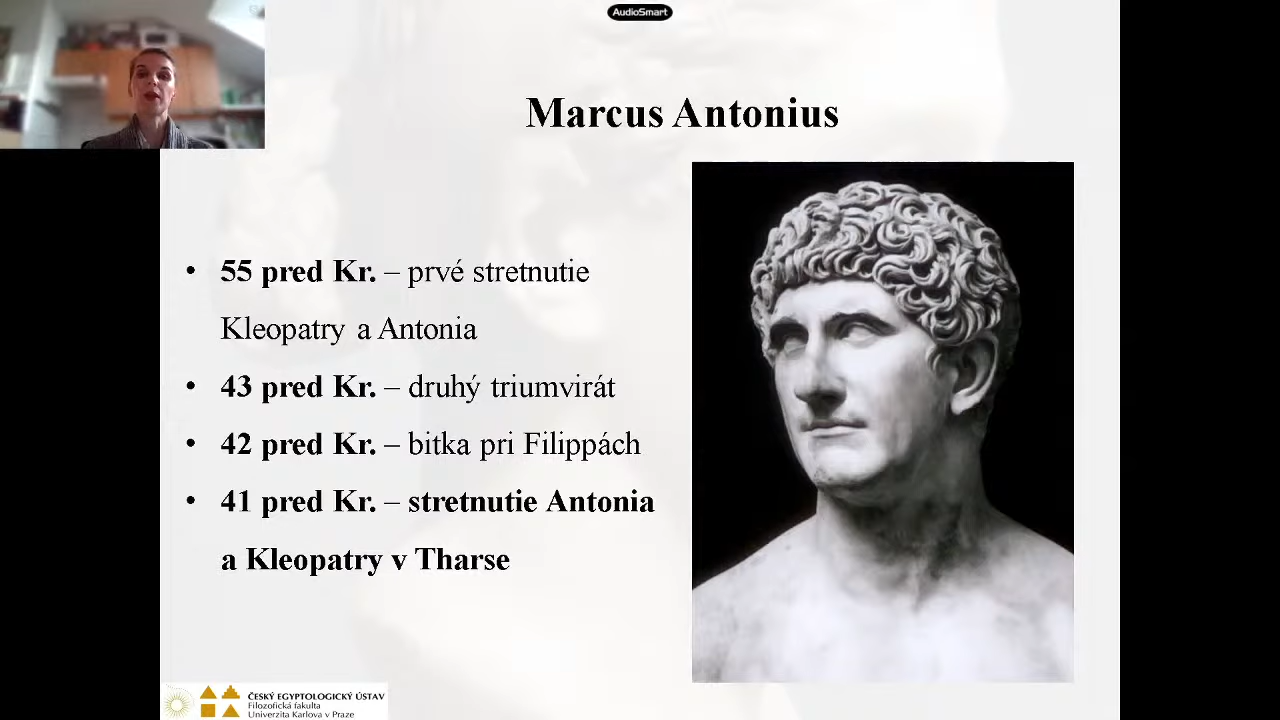 AudioSmart
Marcus Antonius
• 55 pred Kr. – prvé stretnutie
Kleopatry a Antonia
• 43 pred Kr. – druhý triumvirát
• 42 pred Kr. – bitka pri Filippách
• 41 pred Kr. – stretnutie Antonia
a Kleopatry v Tharse
ČESKÝ EGYPTOLOGICKÝ ÚSTAV
Filozofická fakulta
Univerzita Karlova v Praze